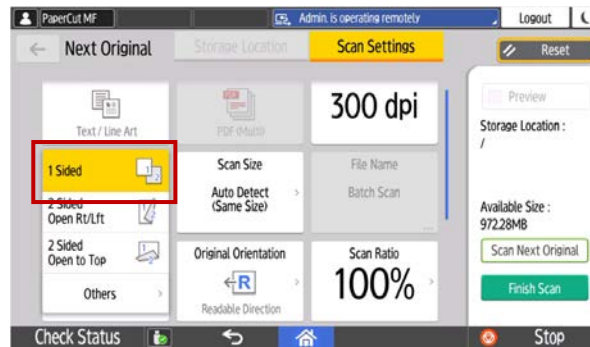 PaperCut MF
Admin. is operating remotely
Logout
Next Original
Storage Location
Scan Settings
Reset
Text / Line Art
PDF (Multi)
300 dpi
Preview
Storage Location :
/
1 Sided
2 Sided
Open Rt/Lft
2 Sided
Open to Top
Others
Scan Size
Auto Detect
(Same Size)
File Name
Batch Scan
...
Original Orientation
R
Readable Direction
Scan Ratio
100%
Available Size :
972.28MB
Scan Next Original
Finish Scan
Check Status
Stop